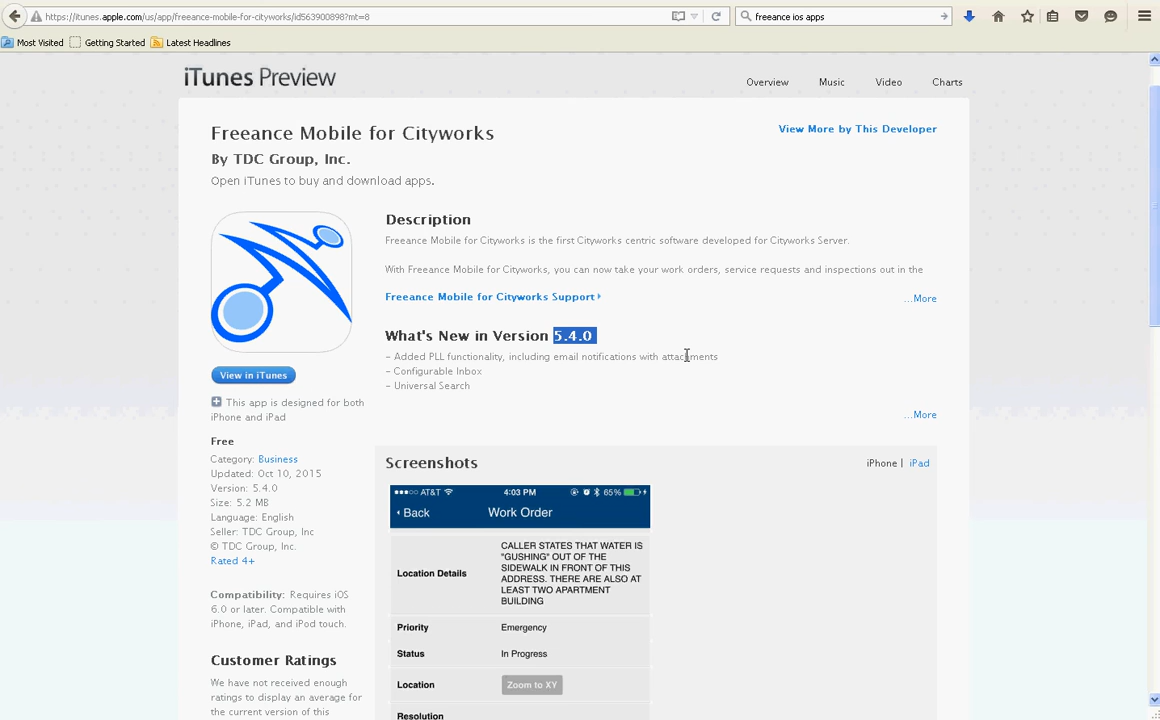 https://itunes.apple.com/us/app/freeance-mobile-for-cityworks/id563900898?mt=8
freeance ios apps
Most Visited
Getting Started
Latest Headlines
iTunes Preview
Overview
Music
Video
Charts
Freeance Mobile for Cityworks
View More by This Developer
By TDC Group, Inc.
Open iTunes to buy and download apps.
Description
Freeance Mobile for Cityworks is the first Cityworks centric software developed for Cityworks Server.
With Freeance Mobile for Cityworks, you can now take your work orders, service requests and inspections out in the
Freeance Mobile for Cityworks Support
...More
What's New in Version 5.4.0
- Added PLL functionality, including email notifications with attachments
- Configurable Inbox
- Universal Search
...More
View in iTunes
This app is designed for both
iPhone and iPad
Free
Category: Business
Updated: Oct 10, 2015
Version: 5.4.0
Size: 5.2 MB
Language: English
Seller: TDC Group, Inc
© TDC Group, Inc.
Rated 4+
Compatibility: Requires iOS
6.0 or later. Compatible with
iPhone, iPad, and iPod touch.
Customer Ratings
We have not received enough
ratings to display an average for
the current version of this
Screenshots
iPhone | iPad
AT&T
4:03 PM
65%
Back
Work Order
Location Details
CALLER STATES THAT WATER IS
"GUSHING" OUT OF THE
SIDEWALK IN FRONT OF THIS
ADDRESS. THERE ARE ALSO AT
LEAST TWO APARTMENT
BUILDING
Priority
Emergency
Status
In Progress
Location
Zoom to XY
Resolution